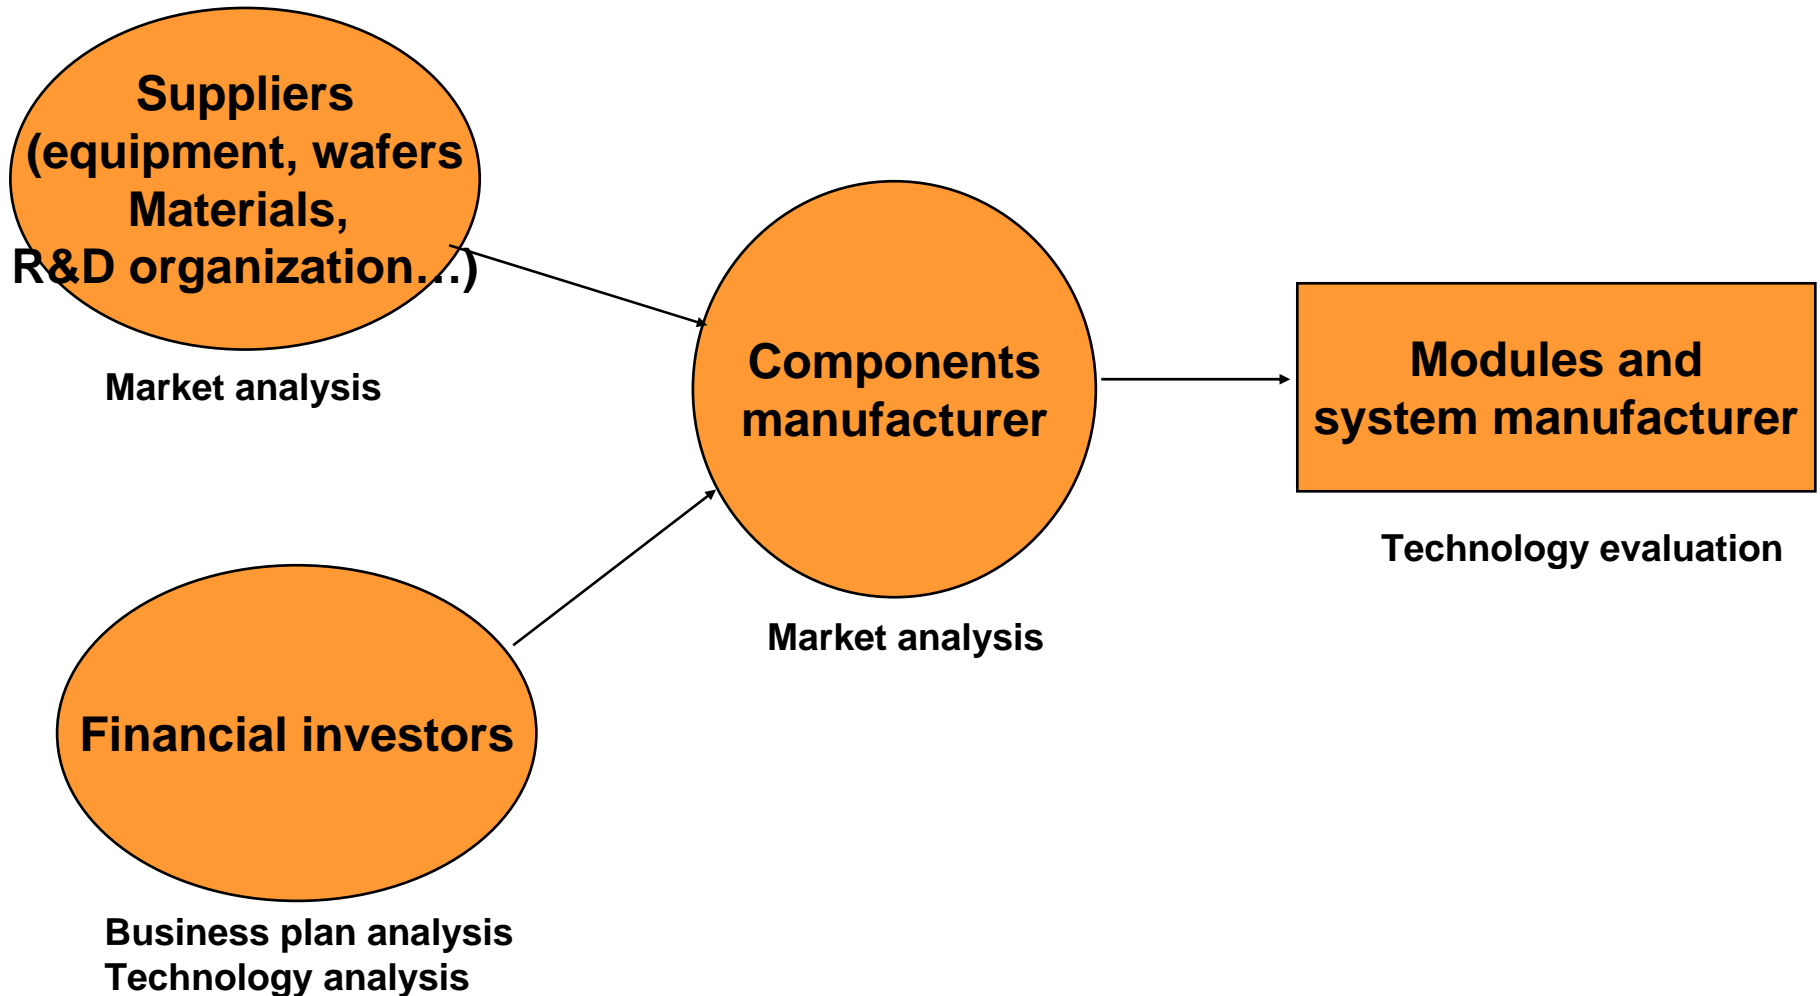 Suppliers
(equipment, wafers
Materials,
R&D organization…)
Market analysis
Components
manufacturer
Market analysis
Modules and
system manufacturer
Technology evaluation
Financial investors
Business plan analysis
Technology analysis